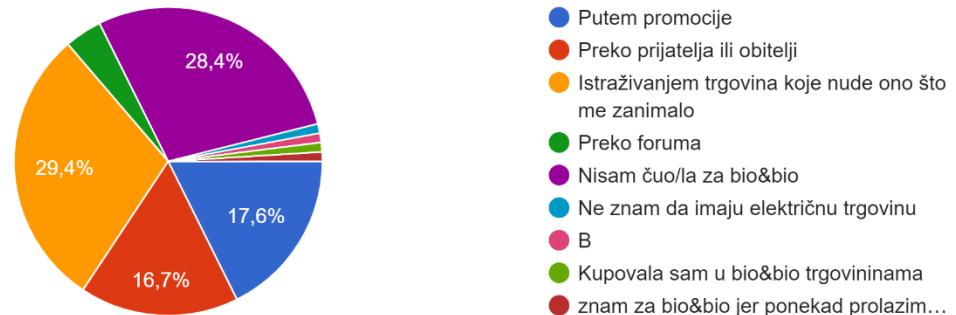 28,4%
29,4%
17,6%
16,7%
Putem promocije
Preko prijatelja ili obitelji
Istraživanjem trgovina koje nude ono što
me zanimalo
Preko foruma
Nisam čuo/la za bio&bio
Ne znam da imaju električnu trgovinu
B
Kupovala sam u bio&bio trgovininama
znam za bio&bio jer ponekad prolazim…